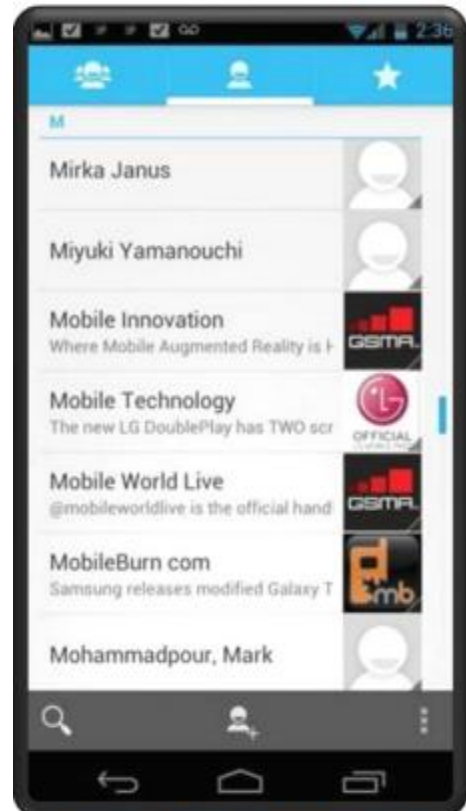 2:36
M
Mirka Janus
Miyuki Yamanouchi
Mobile Innovation
Where Mobile Augmented Reality is H
GSMA
Mobile Technology
The new LG DoublePlay has TWO scr
LG
OFFICIAL
Mobile World Live
@mobileworldlive is the official hand
GSMA
MobileBurn com
Samsung releases modified Galaxy T
mb
Mohammadpour, Mark